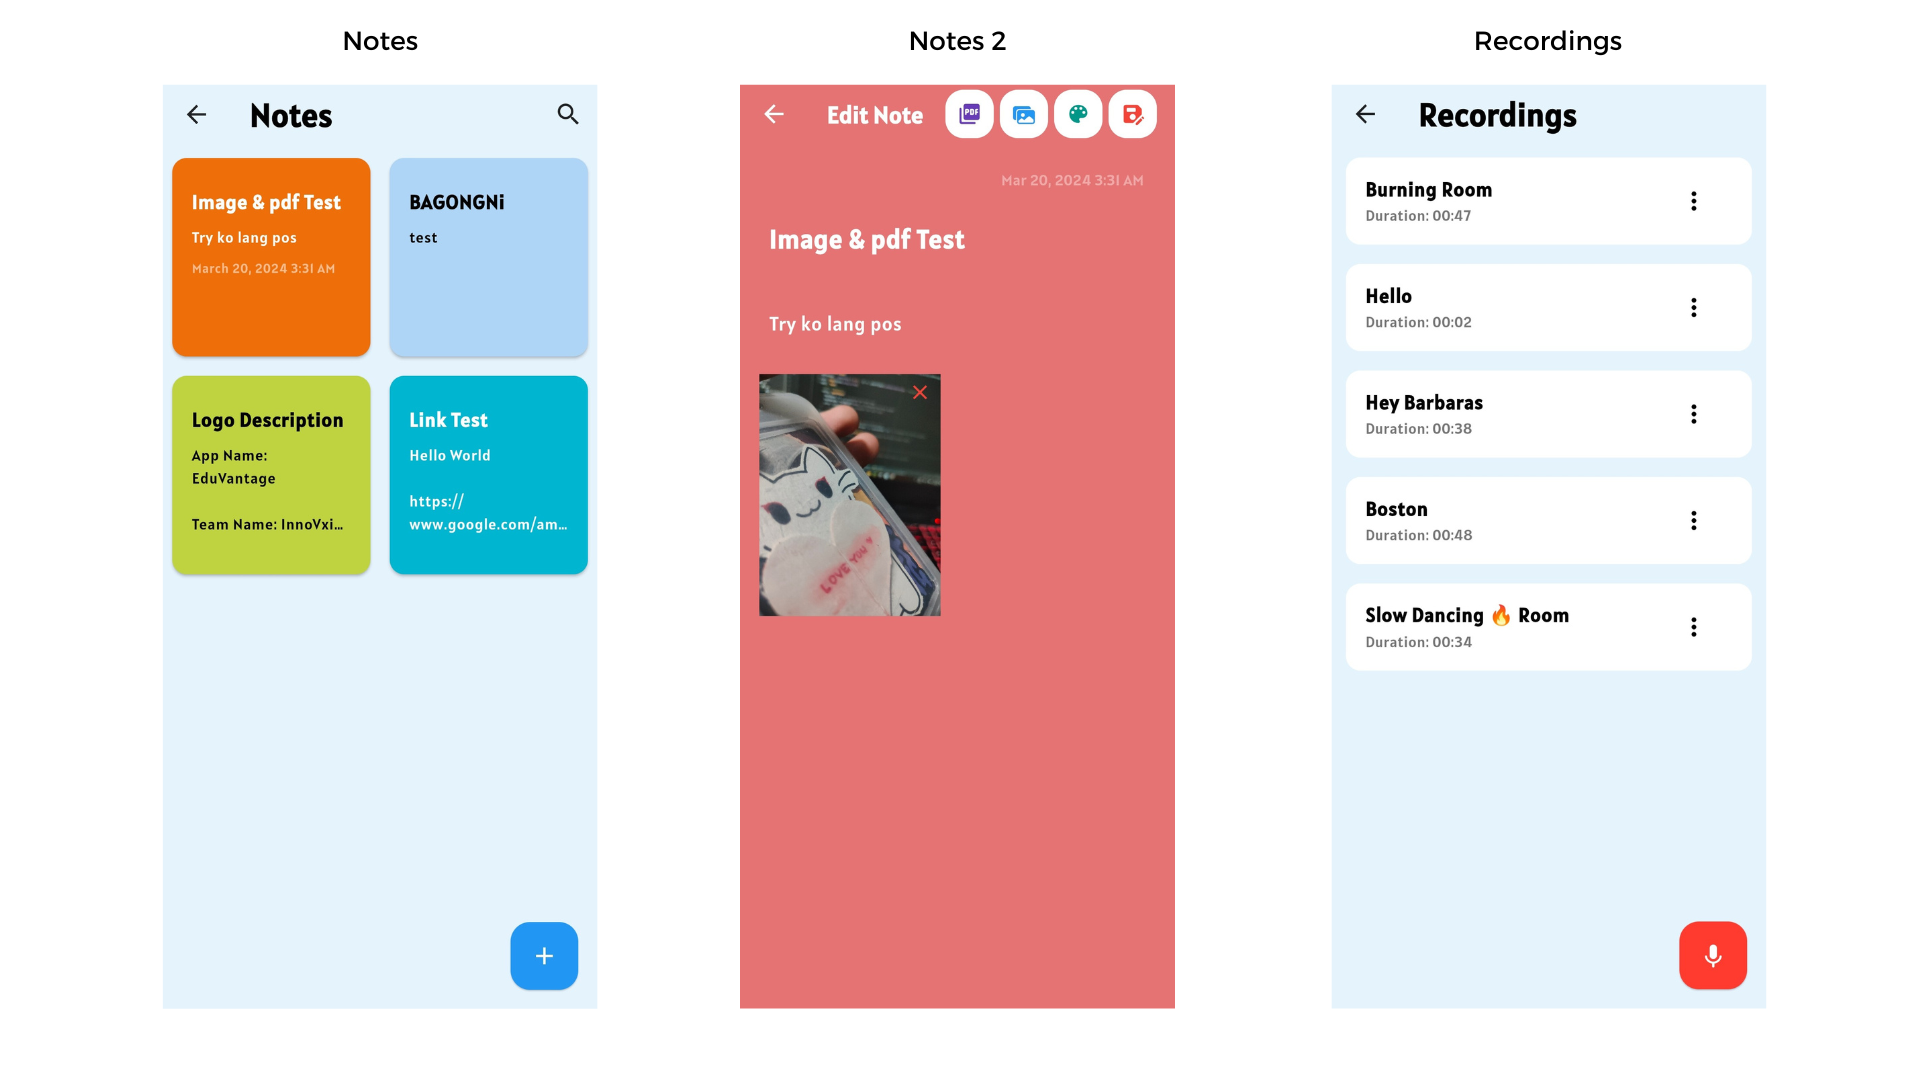 Notes
Notes
Image & pdf Test
Try ko lang pos
March 20, 2024 3:31 AM
BAGONGNi
test
Logo Description
App Name:
EduVantage
Team Name: InnoVxi...
Link Test
Hello World
https://
www.google.com/am...
Notes 2
Edit Note
PDF
Mar 20, 2024 3:31 AM
Image & pdf Test
Try ko lang pos
LOVE YOU
Recordings
Recordings
Burning Room
Duration: 00:47
Hello
Duration: 00:02
Hey Barbaras
Duration: 00:38
Boston
Duration: 00:48
Slow Dancing 🔥 Room
Duration: 00:34